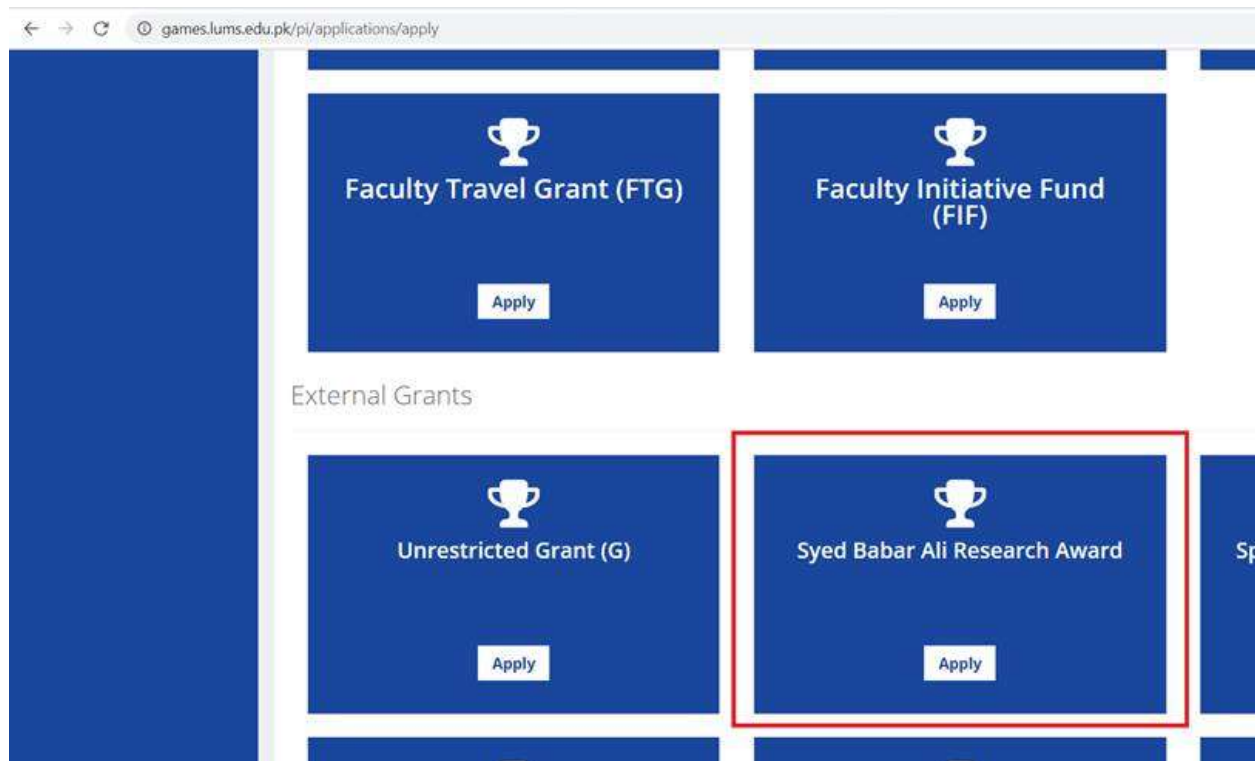 games.lums.edu.pk/pi/applications/apply
Faculty Travel Grant (FTG)
Faculty Initiative Fund
(FIF)
Apply
Apply
External Grants
Unrestricted Grant (G)
Syed Babar Ali Research Award
Sp
Apply
Apply